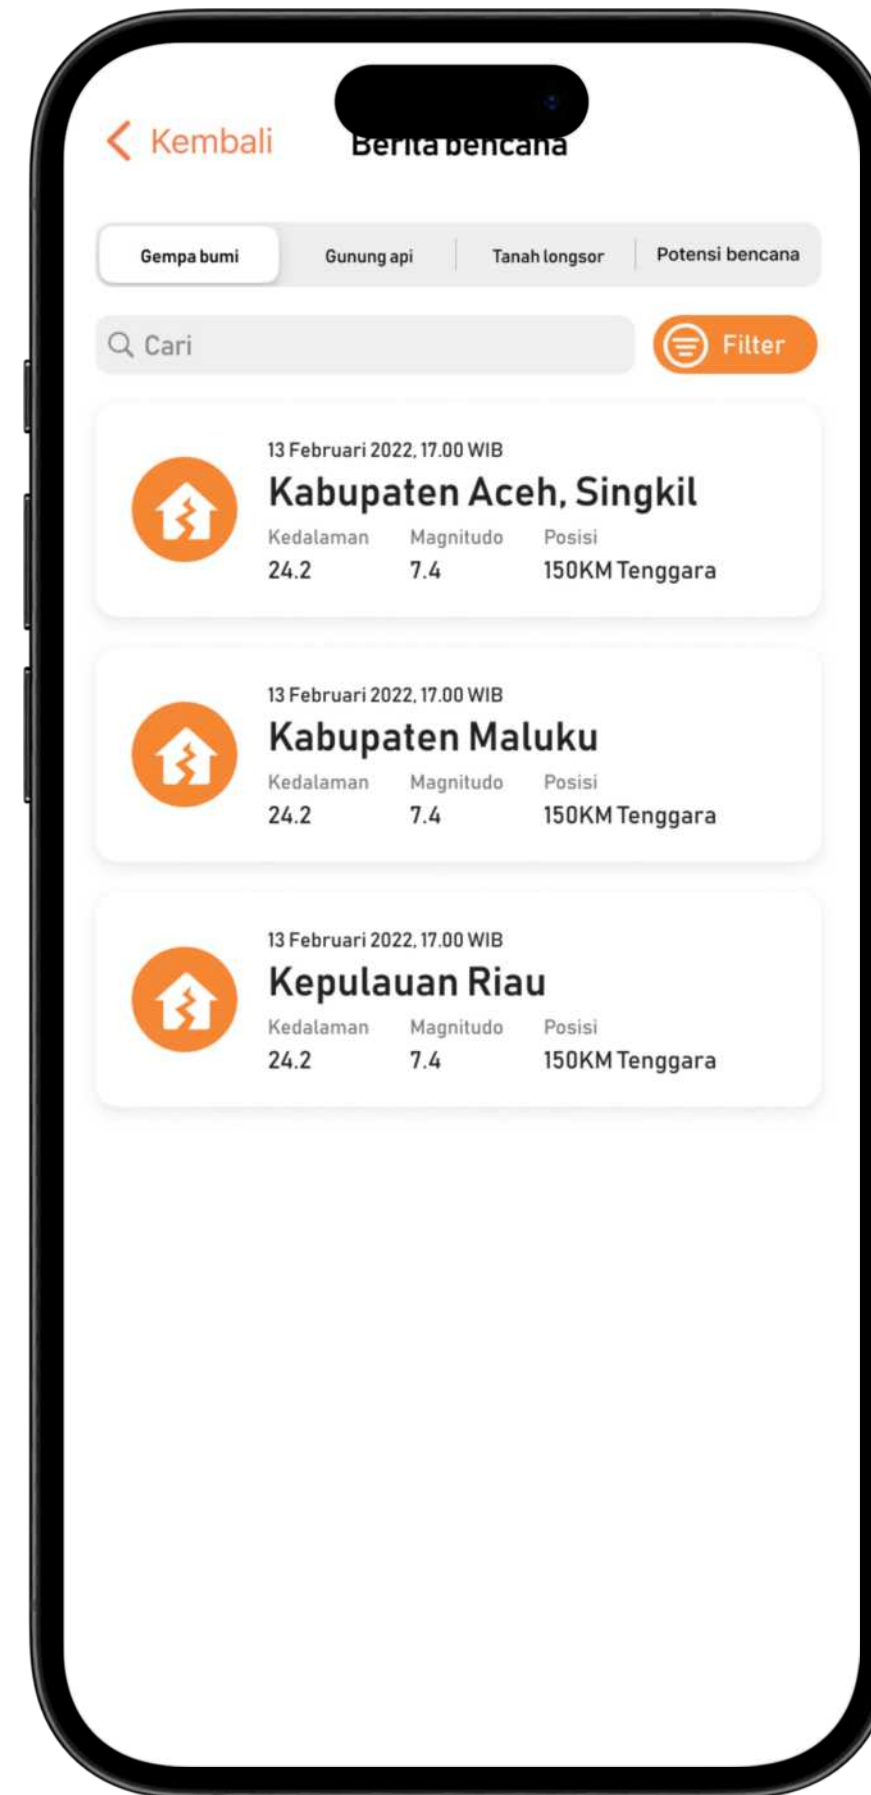 Kembali
Berita bencana
Gempa bumi Gunung api Tanah longsor Potensi bencana
Cari Filter
13 Februari 2022, 17.00 WIB
Kabupaten Aceh, Singkil
Kedalaman Magnitudo Posisi
24.2 7.4 150KM Tenggara
13 Februari 2022, 17.00 WIB
Kabupaten Maluku
Kedalaman Magnitudo Posisi
24.2 7.4 150KM Tenggara
13 Februari 2022, 17.00 WIB
Kepulauan Riau
Kedalaman Magnitudo Posisi
24.2 7.4 150KM Tenggara